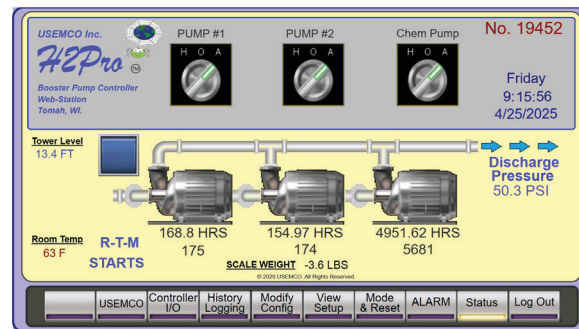 USEMCO Inc.
H2Pro TM
Booster Pump Controller
Web-Station
Tomah, WI.
PUMP #1
H O A
PUMP #2
H O A
Chem Pump
H O A
No. 19452
Friday
9:15:56
4/25/2025
Tower Level
13.4 FT
Discharge
Pressure
50.3 PSI
168.8 HRS
154.97 HRS
4951.62 HRS
Room Temp
63 F
R-T-M
STARTS
175
174
5681
SCALE WEIGHT -3.6 LBS
© 2020 USEMCO. All Rights Reserved.
USEMCO
Controller
I/O
History
Logging
Modify
Config
View
Setup
Mode
& Reset
ALARM
Status
Log Out